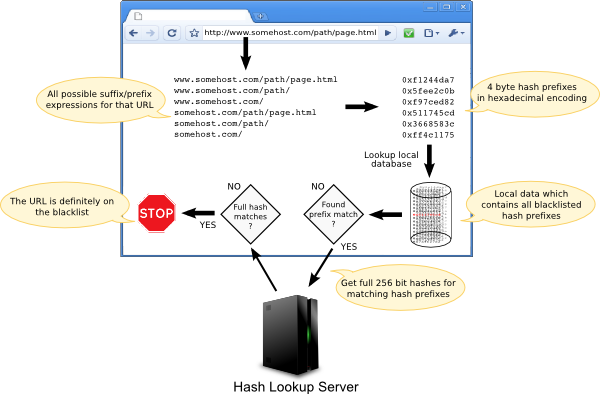 http://www.somehost.com/path/page.html
All possible suffix/prefix
expressions for that URL
www.somehost.com/path/page.html
www.somehost.com/path/
www.somehost.com/
somehost.com/path/page.html
somehost.com/path/
somehost.com/
0xf1244da7
0x5fee2c0b
0xf97ced82
0x511745cd
0x3668583c
0xff4c1175
4 byte hash prefixes
in hexadecimal encoding
Lookup local
database
Local data which
contains all blacklisted
hash prefixes
NO
Found
prefix match
?
YES
NO
Full hash
matches
?
YES
STOP
The URL is definitely on
the blacklist
Get full 256 bit hashes for
matching hash prefixes
Hash Lookup Server